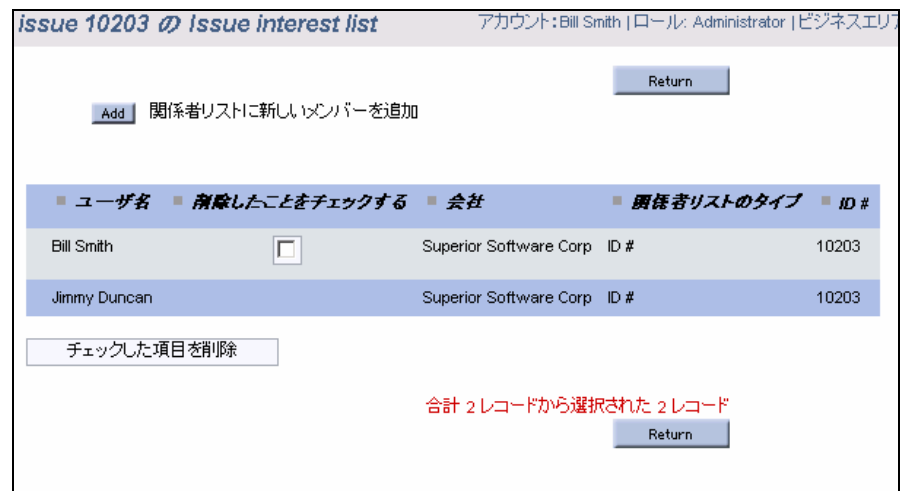 issue 10203 の Issue interest list アカウント:Bill Smith | ロール: Administrator | ビジネスエリア
Return
Add 関係者リストに新しいメンバーを追加
ユーザ名 削除したことをチェックする 会社 関係者リストのタイプ ID #
Bill Smith Superior Software Corp ID # 10203
Jimmy Duncan Superior Software Corp ID # 10203
チェックした項目を削除
合計 2 レコードから選択された 2 レコード
Return